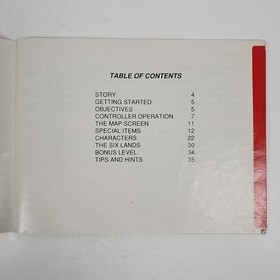 TABLE OF CONTENTS
STORY 4
GETTING STARTED 5
OBJECTIVES 5
CONTROLLER OPERATION 7
THE MAP SCREEN 11
SPECIAL ITEMS 12
CHARACTERS 22
THE SIX LANDS 30
BONUS LEVEL 34
TIPS AND HINTS 35